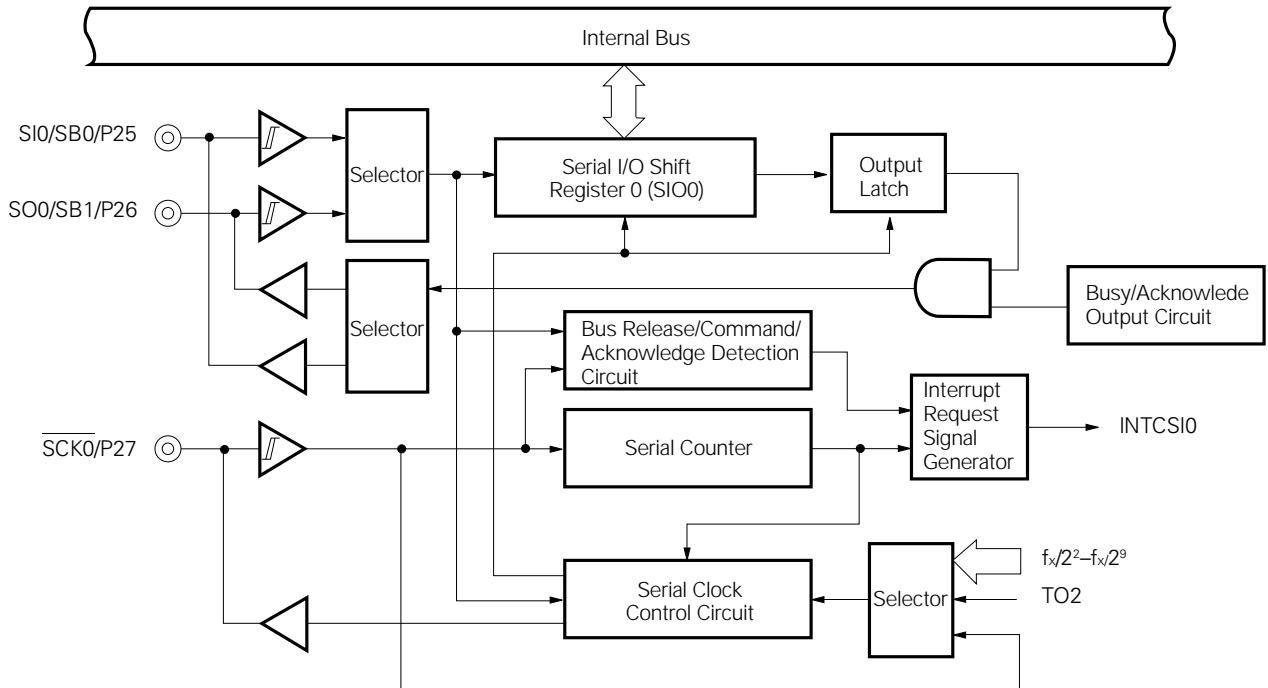 Internal Bus
SI0/SB0/P25
Selector
Serial I/O Shift
Register 0 (SIO0)
Output
Latch
SO0/SB1/P26
Selector
Busy/Acknowlede
Output Circuit
Bus Release/Command/
Acknowledge Detection
Circuit
Interrupt
Request
Signal
Generator
INTCSI0
SCK0/P27
Serial Counter
fx/2²–fx/2⁹
Serial Clock
Control Circuit
Selector
TO2